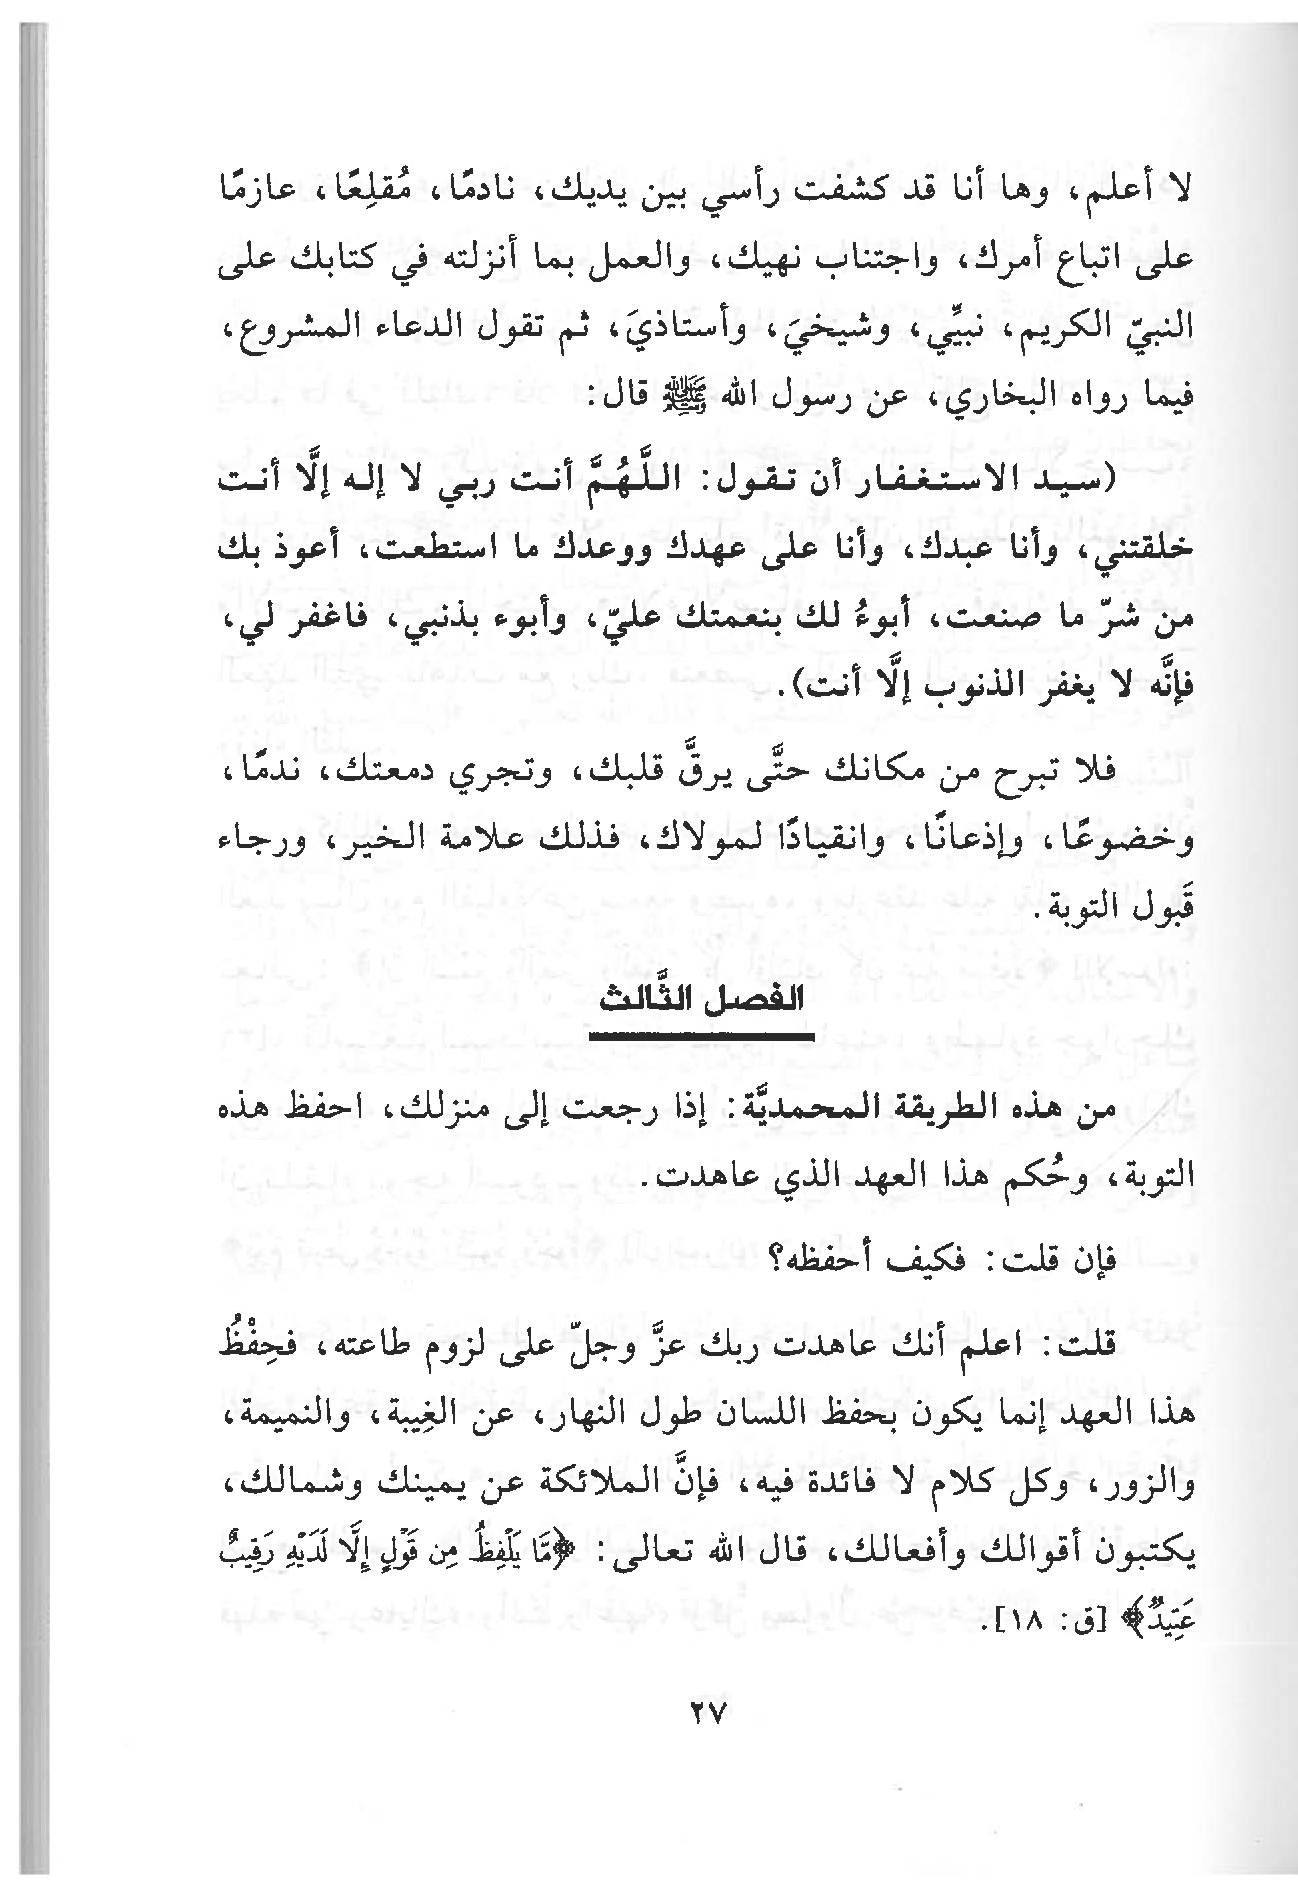 لا أعلم، وها أنا قد كشفت رأسي بين يديك، نادمًا، مُقلِعًا، عازمًا
على اتباع أمرك، واجتناب نهيك، والعمل بما أنزلته في كتابك على
النبيّ الكريم، نبيِّي، وشيخيَ، وأستاذيَ، ثم تقول الدعاء المشروع،
فيما رواه البخاري، عن رسول الله ﷺ قال:
(سيد الاستغفار أن تقول: اللَّهُمَّ أنت ربي لا إله إلَّا أنت
خلقتني، وأنا عبدك، وأنا على عهدك ووعدك ما استطعت، أعوذ بك
من شرّ ما صنعت، أبوءُ لك بنعمتك عليّ، وأبوء بذنبي، فاغفر لي،
فإنَّه لا يغفر الذنوب إلَّا أنت).
فلا تبرح من مكانك حتَّى يرقَّ قلبك، وتجري دمعتك، ندمًا،
وخضوعًا، وإذعانًا، وانقيادًا لمولاك، فذلك علامة الخير، ورجاء
قَبول التوبة.
الفصل الثَّالث
من هذه الطريقة المحمديَّة: إذا رجعت إلى منزلك، احفظ هذه
التوبة، وحُكم هذا العهد الذي عاهدت.
فإن قلت: فكيف أحفظه؟
قلت: اعلم أنك عاهدت ربك عزَّ وجلّ على لزوم طاعته، فحِفْظُ
هذا العهد إنما يكون بحفظ اللسان طول النهار، عن الغِيبة، والنميمة،
والزور، وكل كلام لا فائدة فيه، فإنَّ الملائكة عن يمينك وشمالك،
يكتبون أقوالك وأفعالك، قال الله تعالى: ﴿مَّا يَلْفِظُ مِن قَوْلٍ إِلَّا لَدَيْهِ رَقِيبٌ
عَتِيدٌ﴾ [ق: ١٨].
٢٧